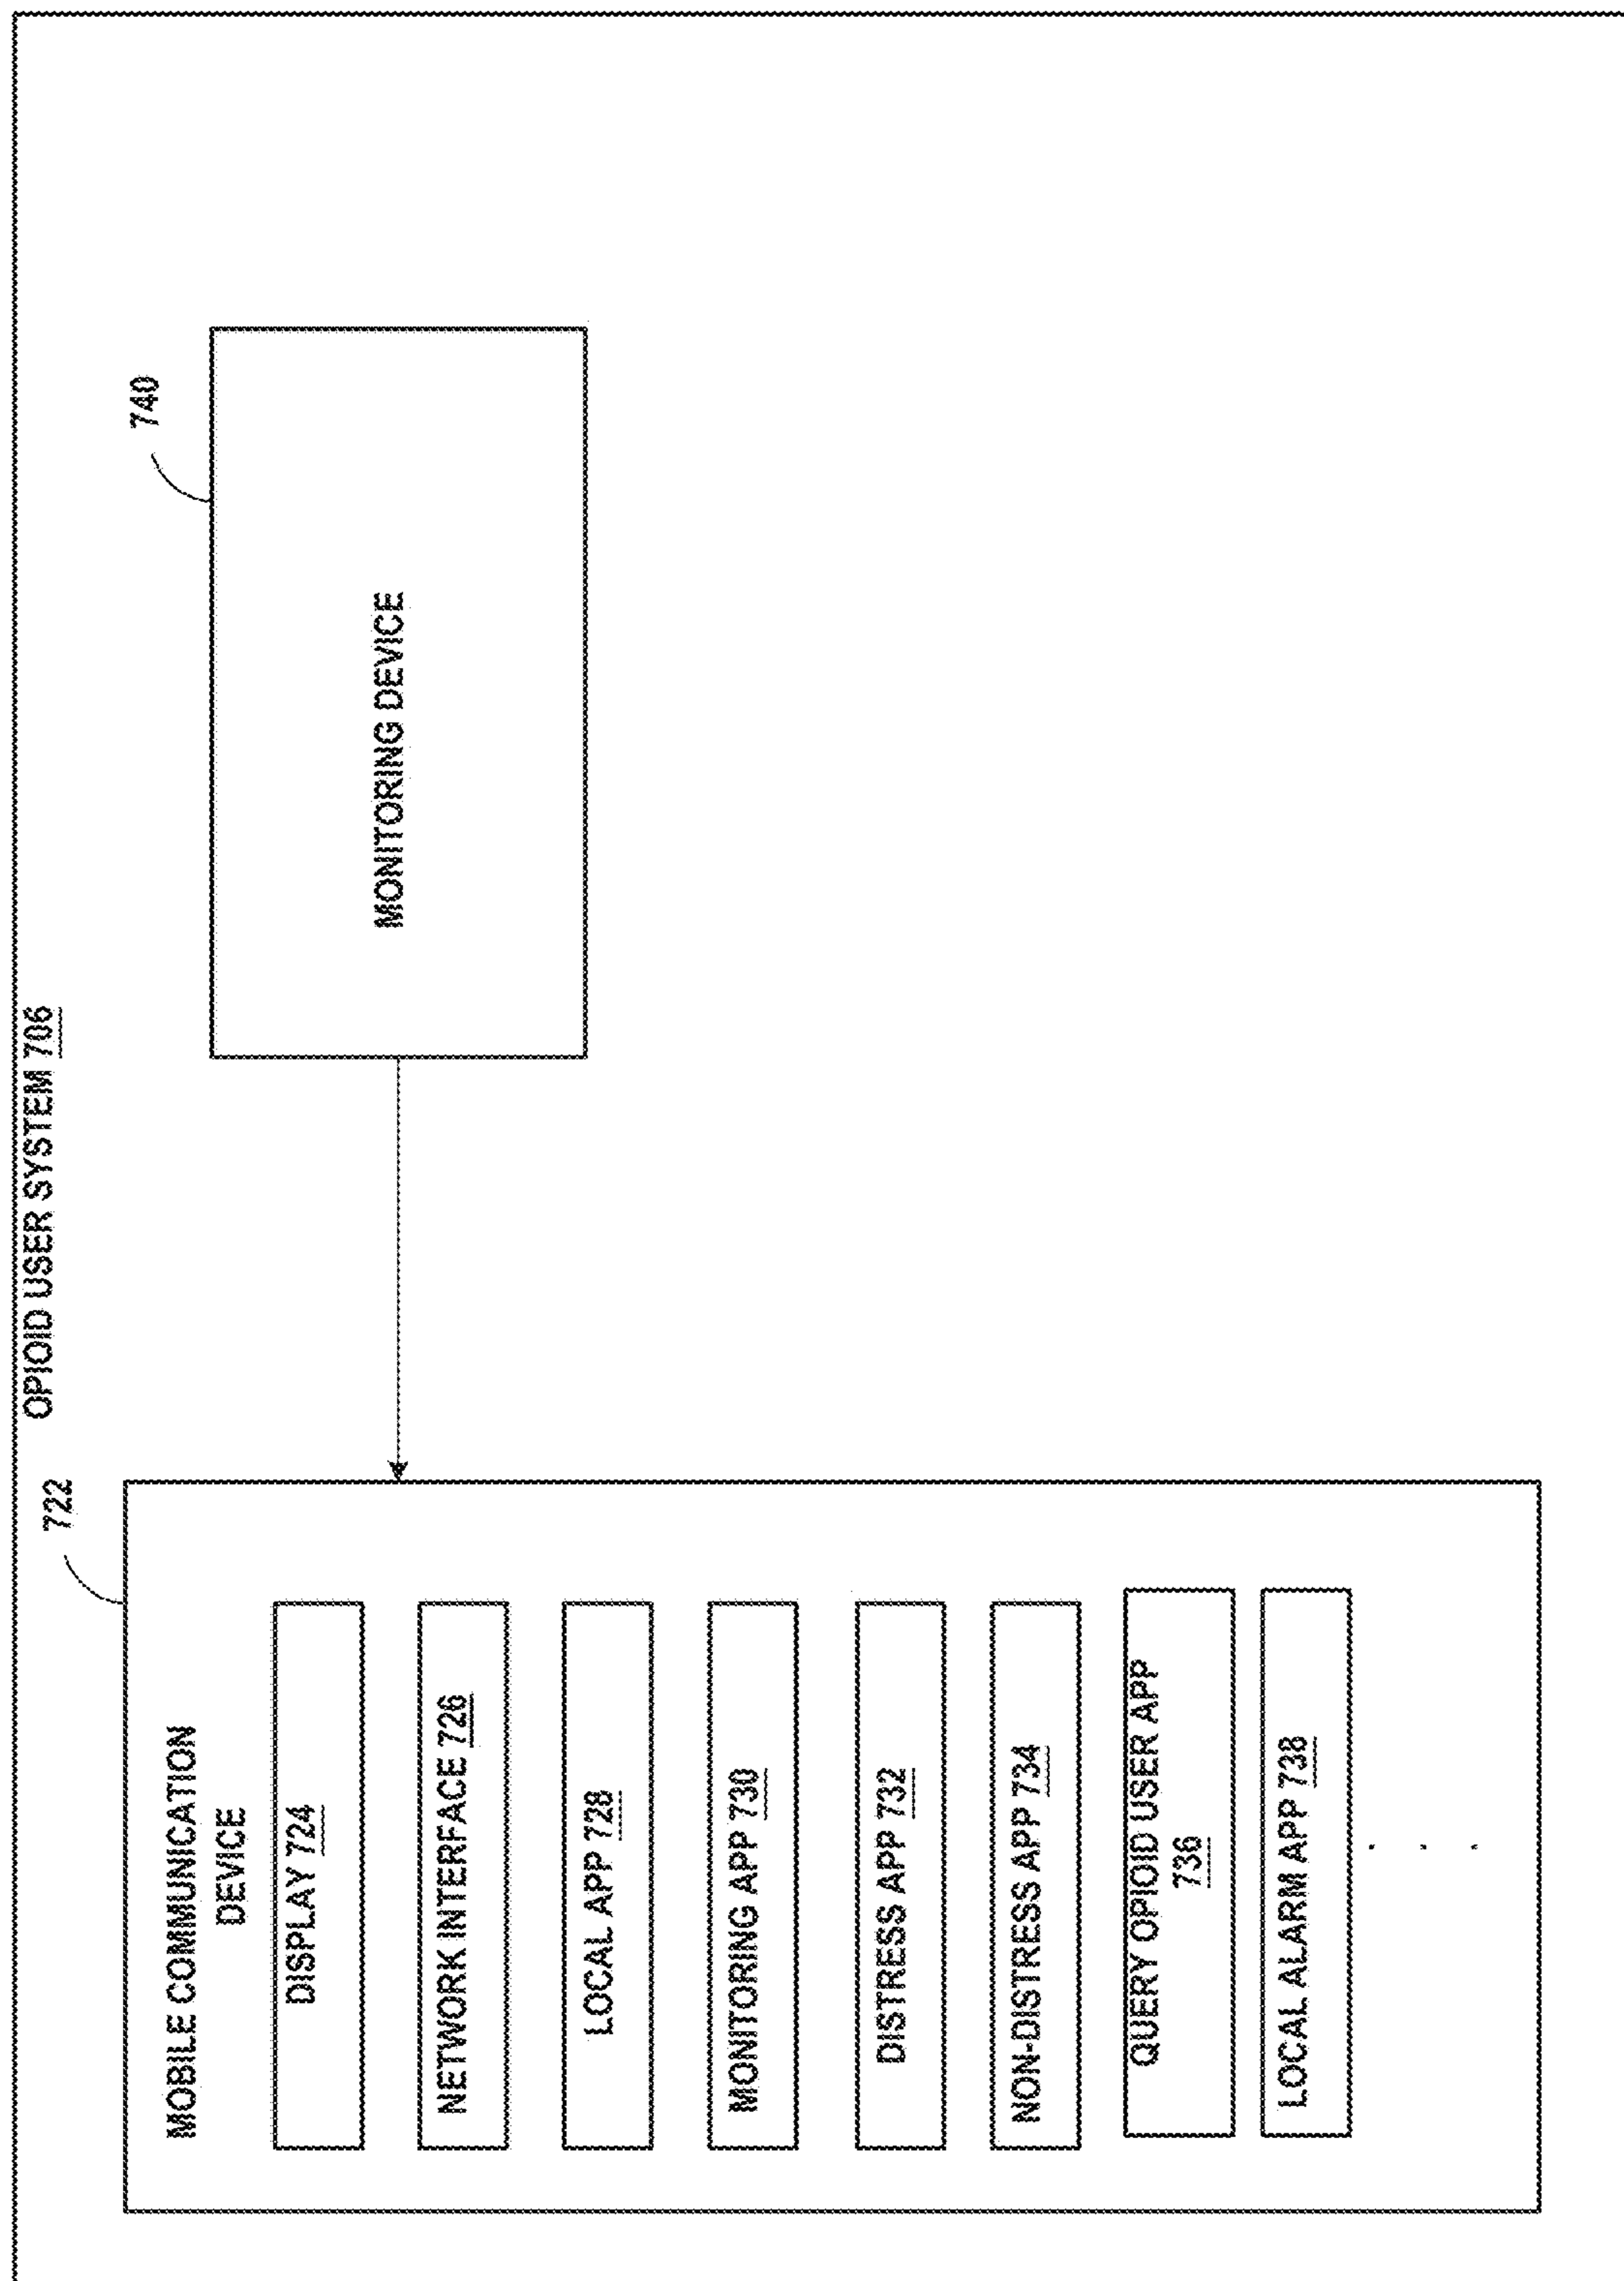 OPIOID USER SYSTEM 706
722
MOBILE COMMUNICATION
DEVICE
DISPLAY 724
NETWORK INTERFACE 726
LOCAL APP 728
MONITORING APP 730
DISTRESS APP 732
NON-DISTRESS APP 734
QUERY OPIOID USER APP
736
LOCAL ALARM APP 738
. . .
740
MONITORING DEVICE